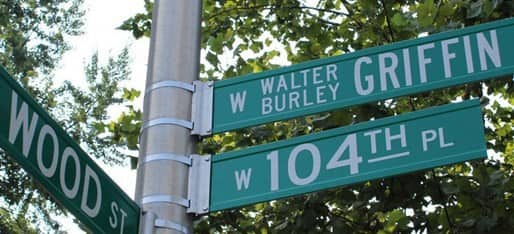 WOOD ST
W WALTER BURLEY GRIFFIN
W 104TH PL